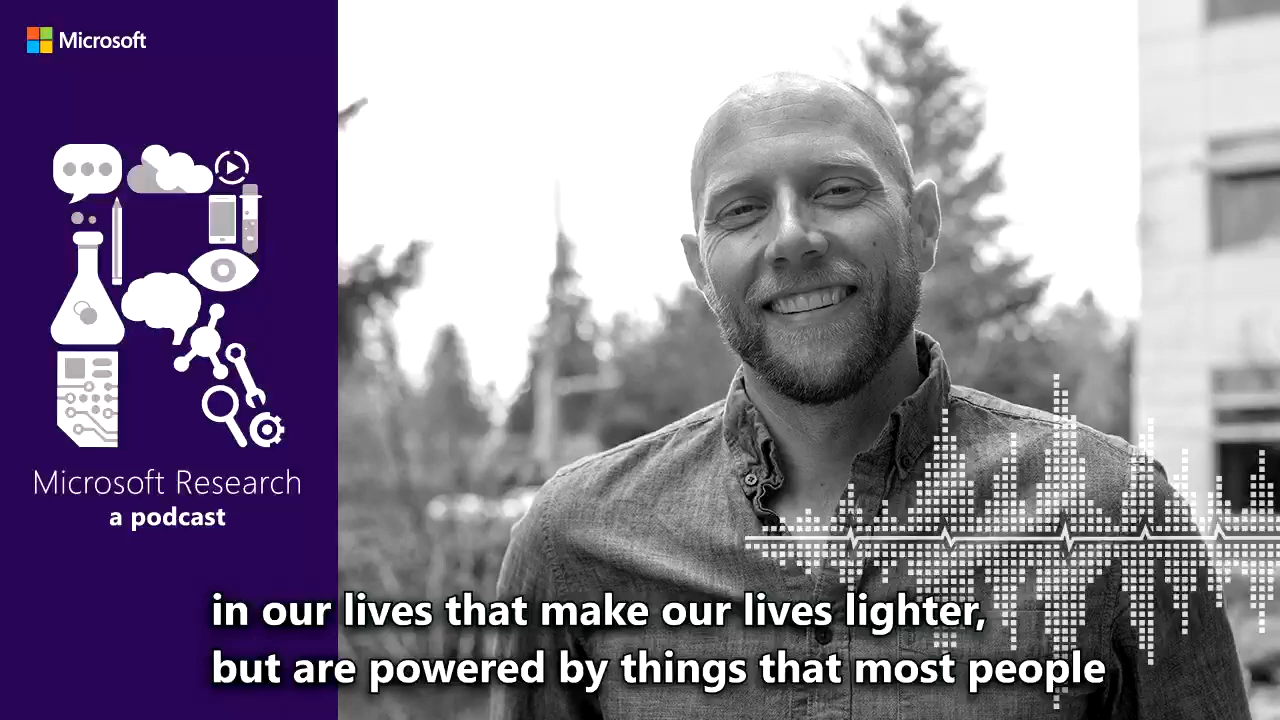 Microsoft
Microsoft Research
a podcast
in our lives that make our lives lighter,
but are powered by things that most people